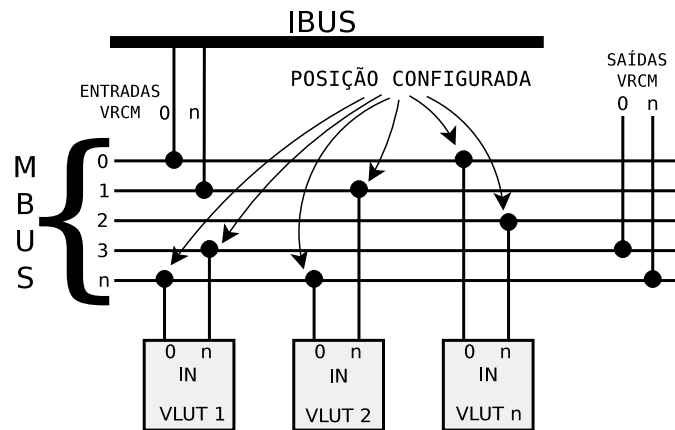 IBUS
POSIÇÃO CONFIGURADA
SAÍDAS
VRCM
0 n
ENTRADAS
VRCM 0 n
MBUS
0
1
2
3
n
0 n
IN
VLUT 1
0 n
IN
VLUT 2
0 n
IN
VLUT n